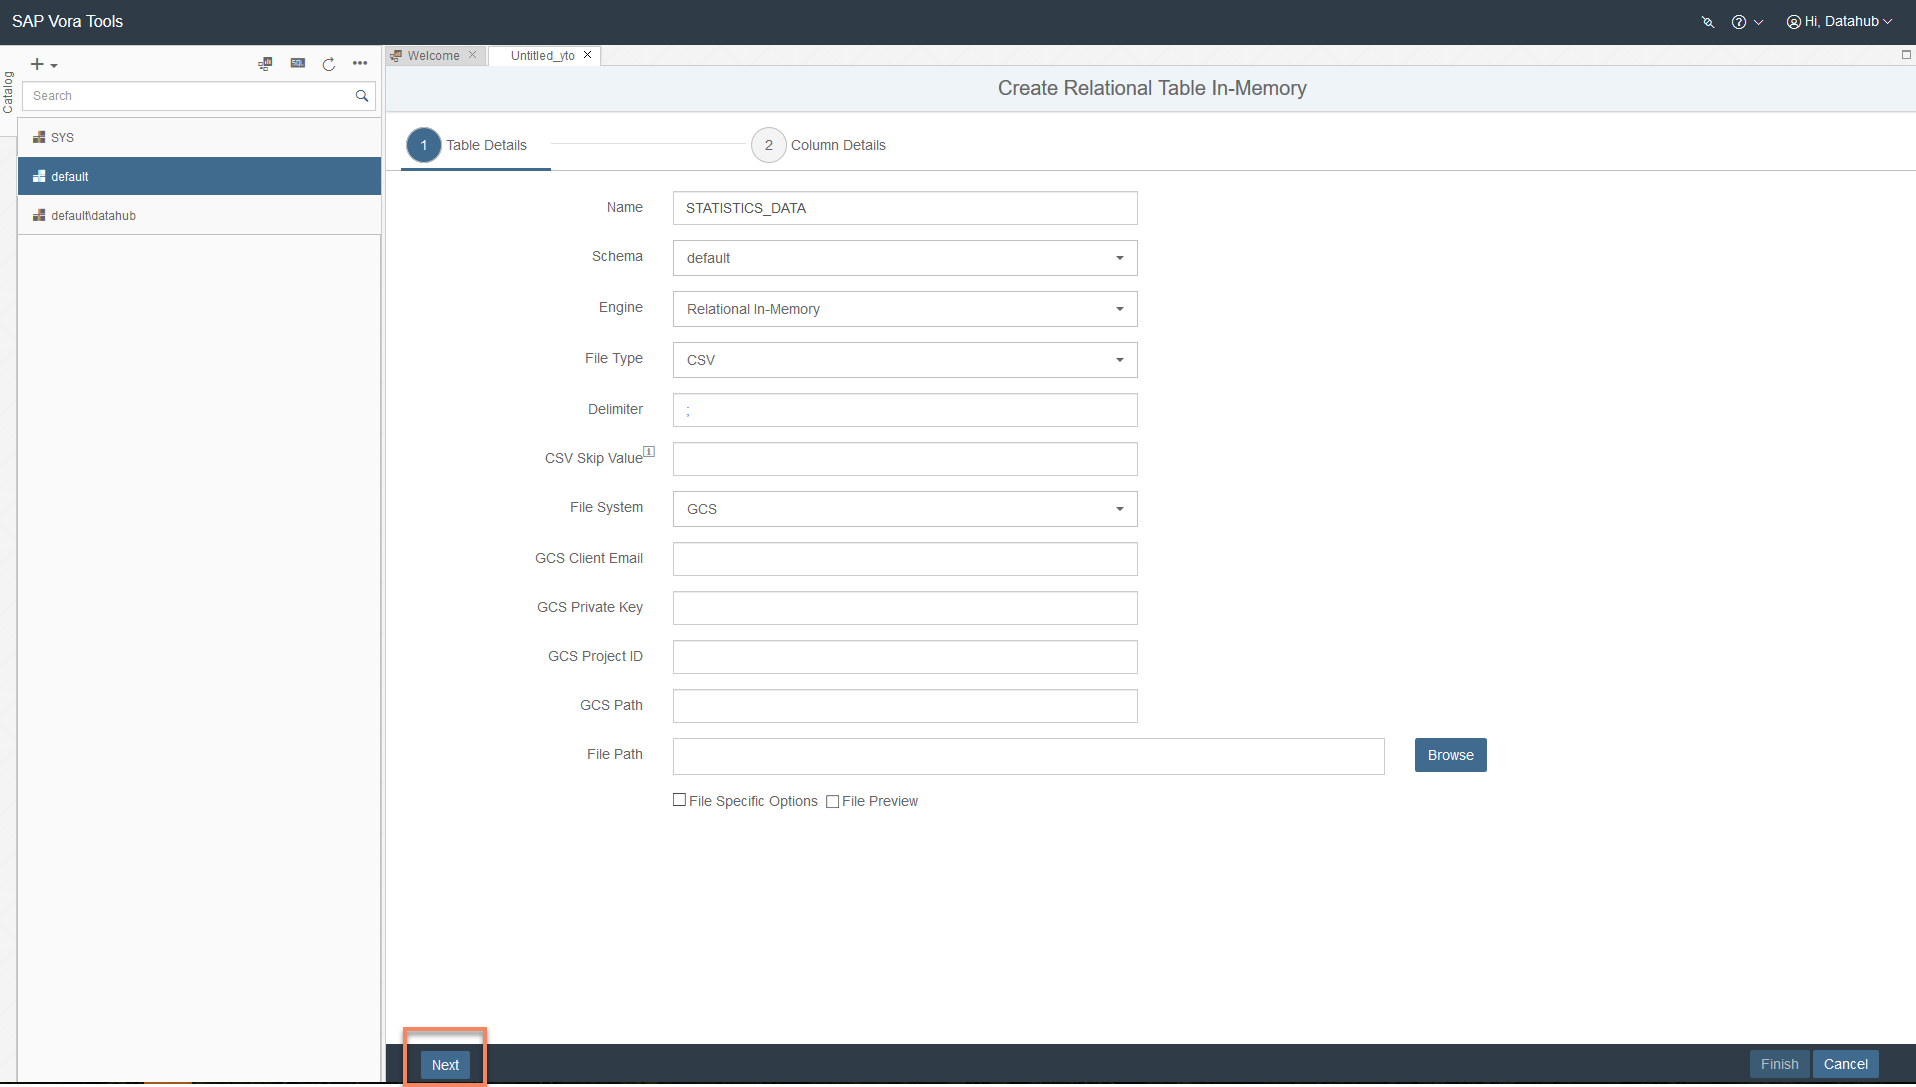 SAP Vora Tools
Hi, Datahub
Catalog
SQL
Search
SYS
default
default\datahub
Welcome
Untitled_yto
Create Relational Table In-Memory
1 Table Details
2 Column Details
Name STATISTICS_DATA
Schema default
Engine Relational In-Memory
File Type CSV
Delimiter ;
CSV Skip Value
File System GCS
GCS Client Email
GCS Private Key
GCS Project ID
GCS Path
File Path
Browse
File Specific Options File Preview
Next
Finish Cancel